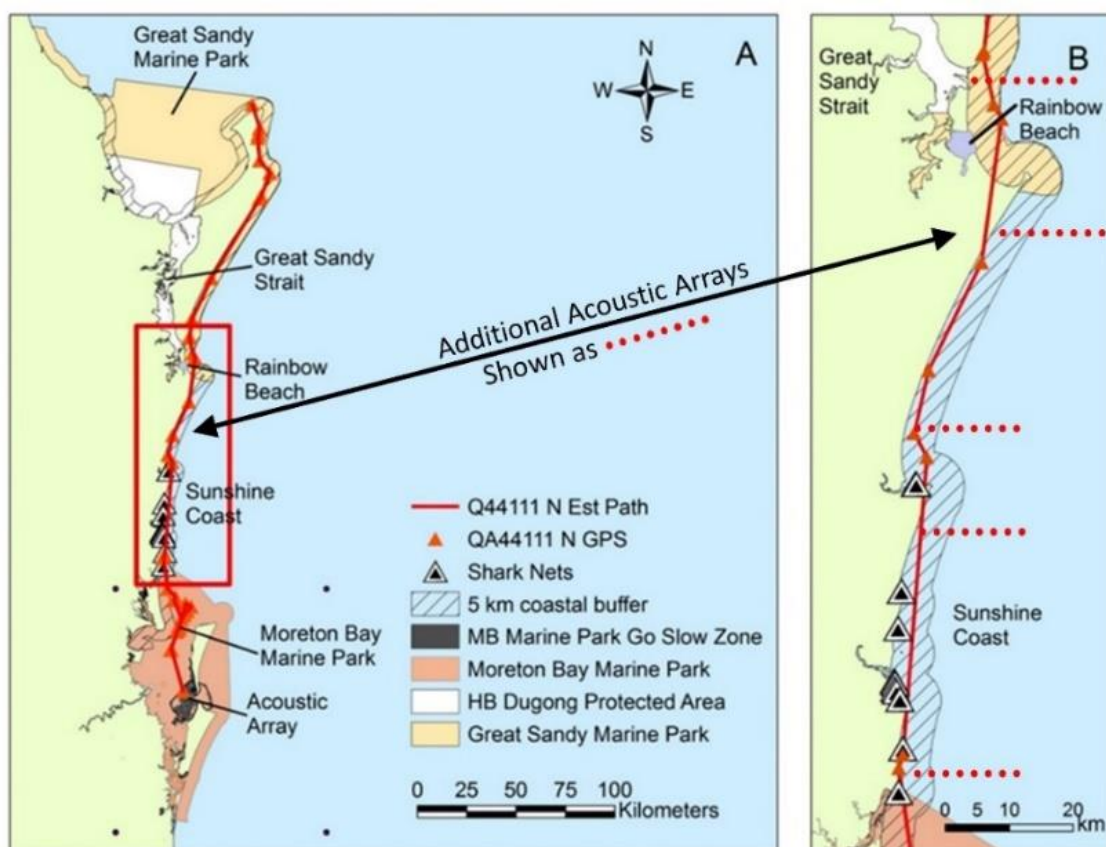 Great Sandy
Marine Park
A
N
W E
S
Great Sandy
Strait
Rainbow
Beach
Sunshine
Coast
Moreton Bay
Marine Park
Acoustic
Array
Additional Acoustic Arrays
Shown as
Q44111 N Est Path
QA44111 N GPS
Shark Nets
5 km coastal buffer
MB Marine Park Go Slow Zone
Moreton Bay Marine Park
HB Dugong Protected Area
Great Sandy Marine Park
0 25 50 75 100
Kilometers
B
Great
Sandy
Strait
Rainbow
Beach
Sunshine
Coast
0 5 10 20
km